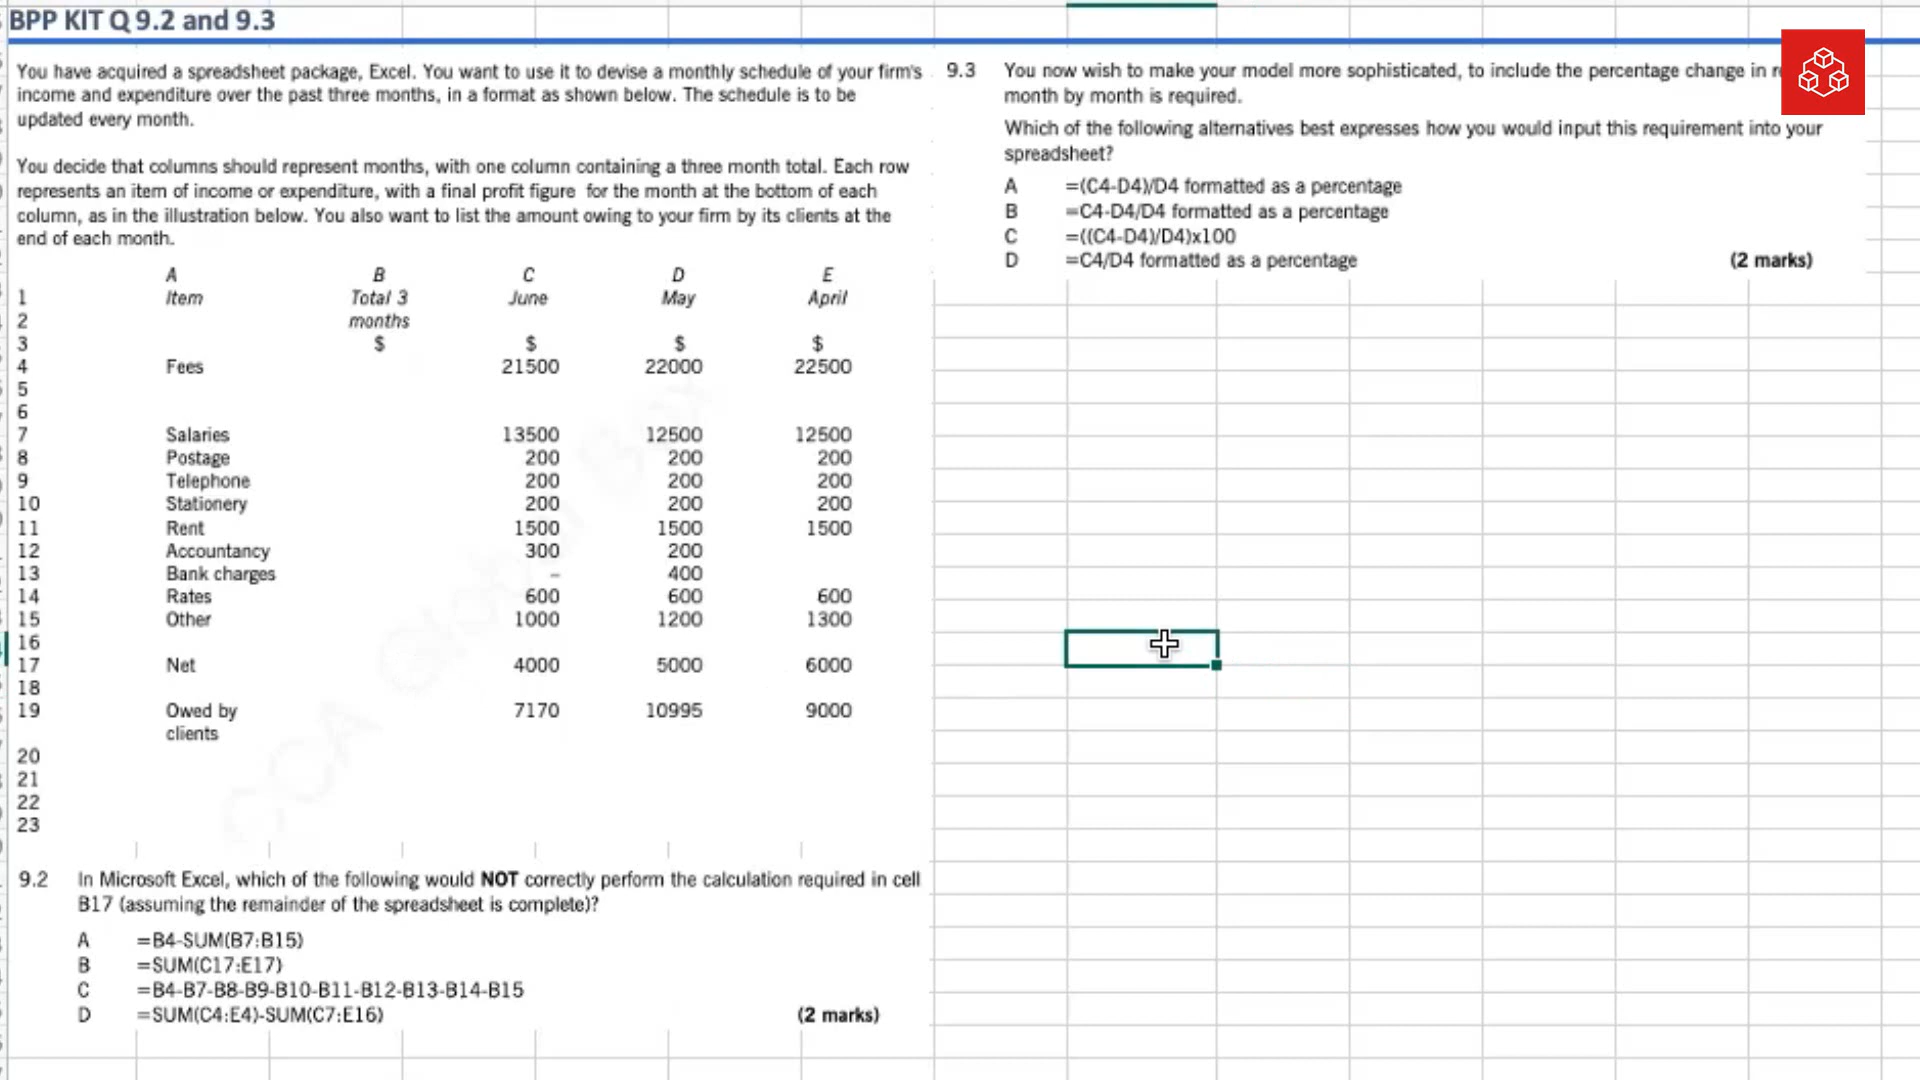 BPP KIT Q 9.2 and 9.3
You have acquired a spreadsheet package, Excel. You want to use it to devise a monthly schedule of your firm's
income and expenditure over the past three months, in a format as shown below. The schedule is to be
updated every month.
You decide that columns should represent months, with one column containing a three month total. Each row
represents an item of income or expenditure, with a final profit figure for the month at the bottom of each
column, as in the illustration below. You also want to list the amount owing to your firm by its clients at the
end of each month.
A B C D E
1 Item Total 3 June May April
2 months
3 $ $ $ $
4 Fees 21500 22000 22500
5
6
7 Salaries 13500 12500 12500
8 Postage 200 200 200
9 Telephone 200 200 200
10 Stationery 200 200 200
11 Rent 1500 1500 1500
12 Accountancy 300 200
13 Bank charges – 400
14 Rates 600 600 600
15 Other 1000 1200 1300
16
17 Net 4000 5000 6000
18
19 Owed by 7170 10995 9000
clients
20
21
22
23
9.2 In Microsoft Excel, which of the following would NOT correctly perform the calculation required in cell
B17 (assuming the remainder of the spreadsheet is complete)?
A =B4-SUM(B7:B15)
B =SUM(C17:E17)
C =B4-B7-B8-B9-B10-B11-B12-B13-B14-B15
D =SUM(C4:E4)-SUM(C7:E16) (2 marks)
9.3 You now wish to make your model more sophisticated, to include the percentage change in
month by month is required.
Which of the following alternatives best expresses how you would input this requirement into your
spreadsheet?
A =(C4-D4)/D4 formatted as a percentage
B =C4-D4/D4 formatted as a percentage
C =((C4-D4)/D4)x100
D =C4/D4 formatted as a percentage (2 marks)